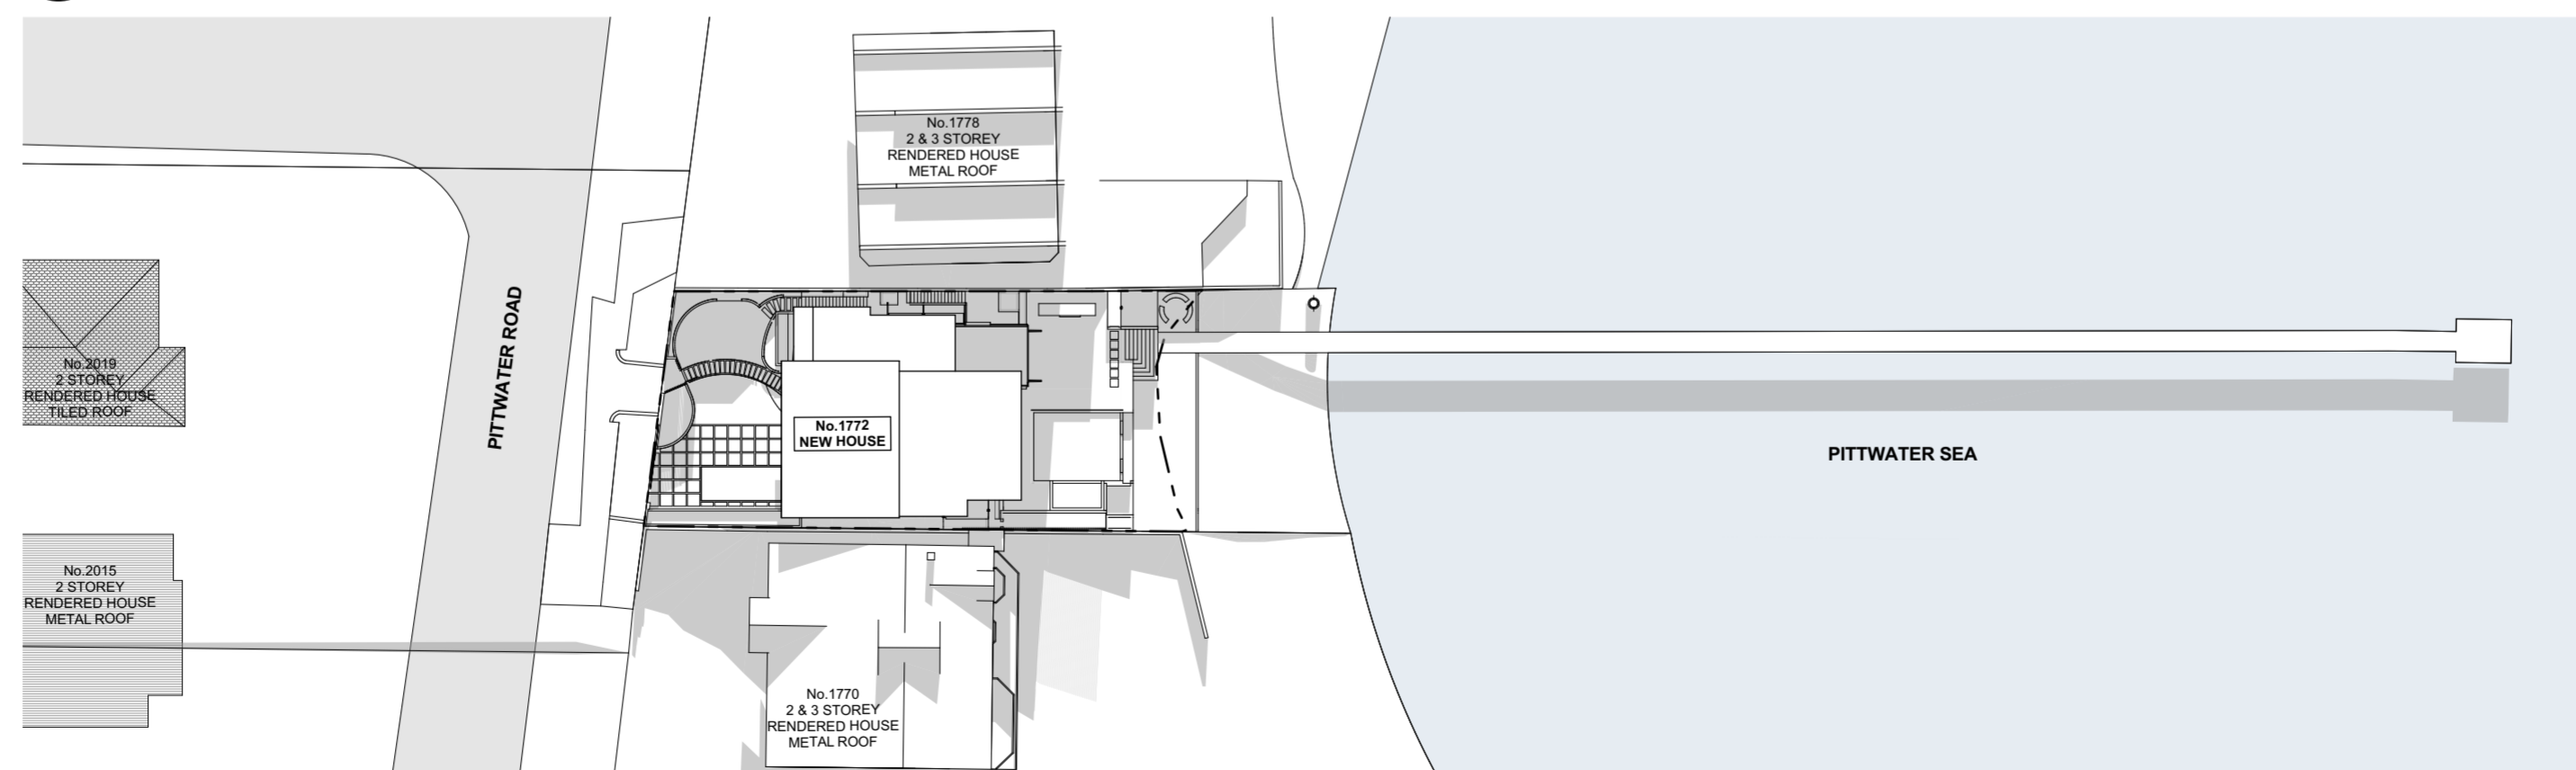 No.1778
2 & 3 STOREY
RENDERED HOUSE
METAL ROOF
No.2019
2 STOREY
RENDERED HOUSE
TILED ROOF
PITTWATER ROAD
No.1772
NEW HOUSE
PITTWATER SEA
No.2015
2 STOREY
RENDERED HOUSE
METAL ROOF
No.1770
2 & 3 STOREY
RENDERED HOUSE
METAL ROOF